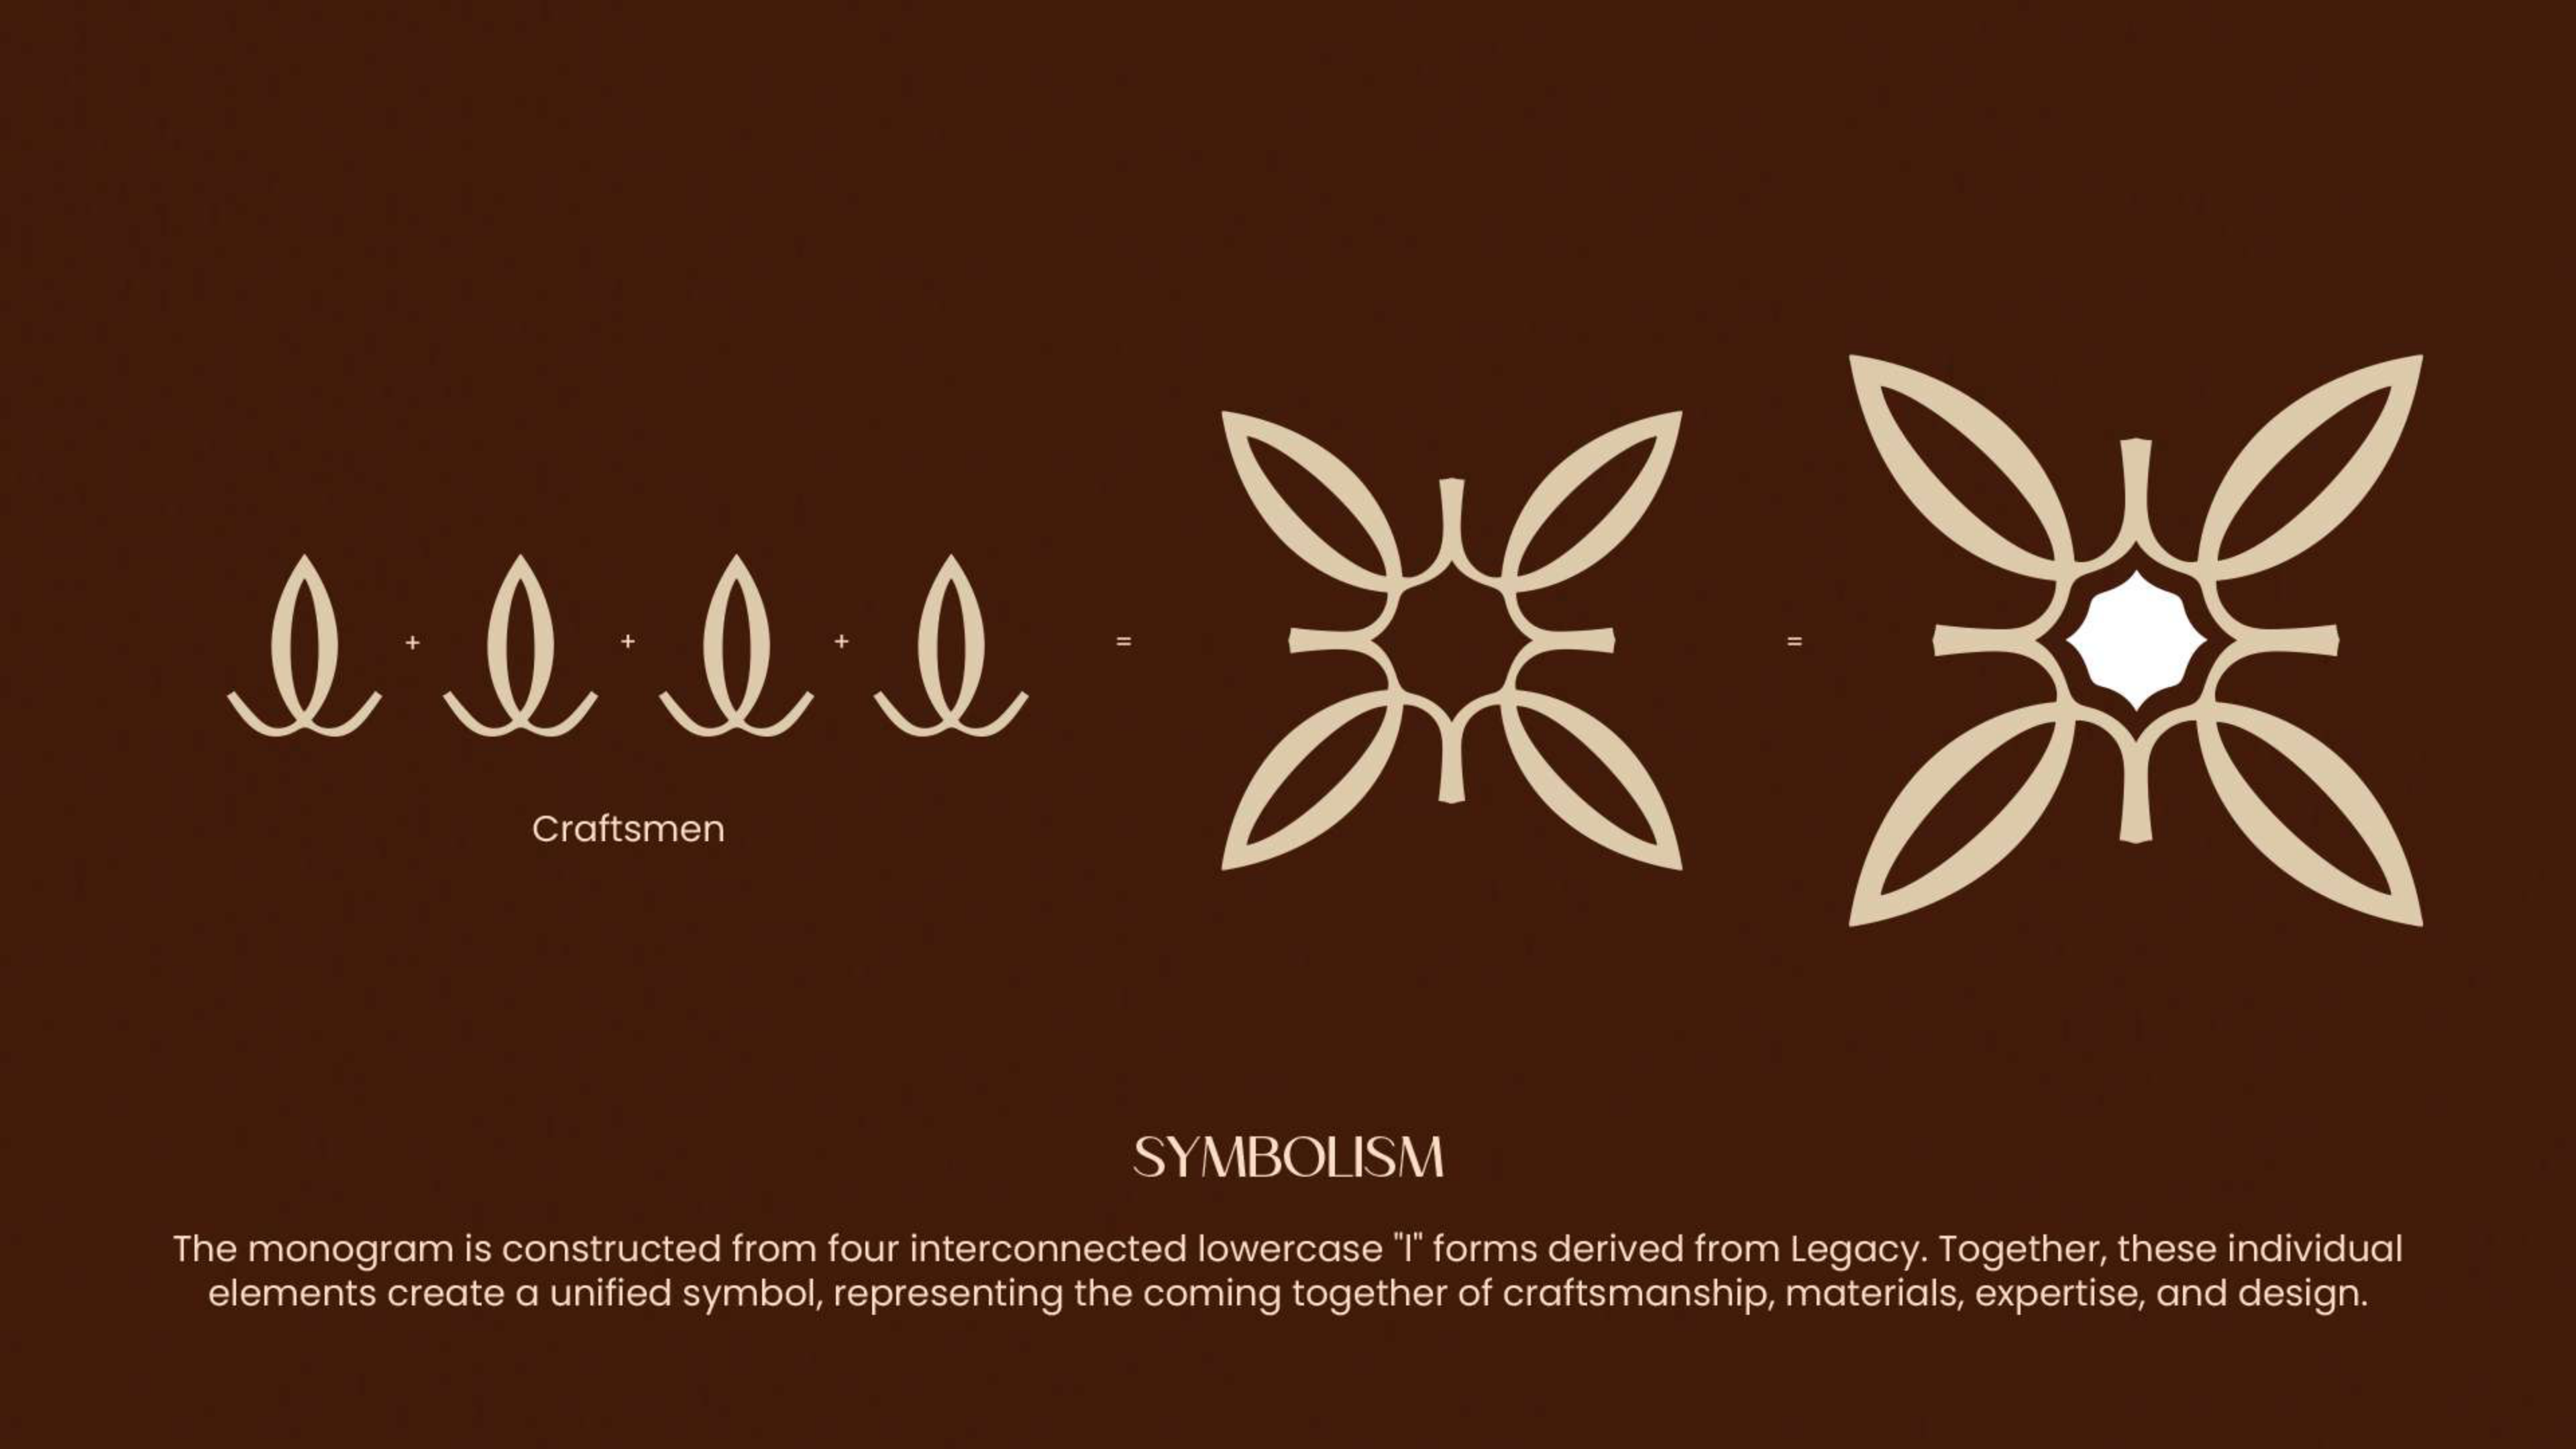 + + + = =
Craftsmen
SYMBOLISM
The monogram is constructed from four interconnected lowercase "l" forms derived from Legacy. Together, these individual
elements create a unified symbol, representing the coming together of craftsmanship, materials, expertise, and design.